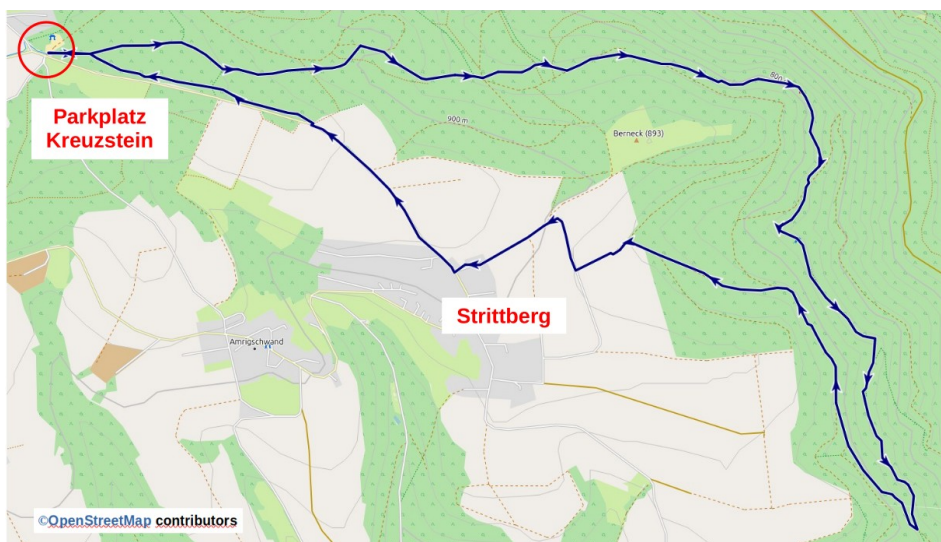 Parkplatz
Kreuzstein
900 m
800
Berneck (893)
Strittberg
Amrigschwand
©OpenStreetMap contributors